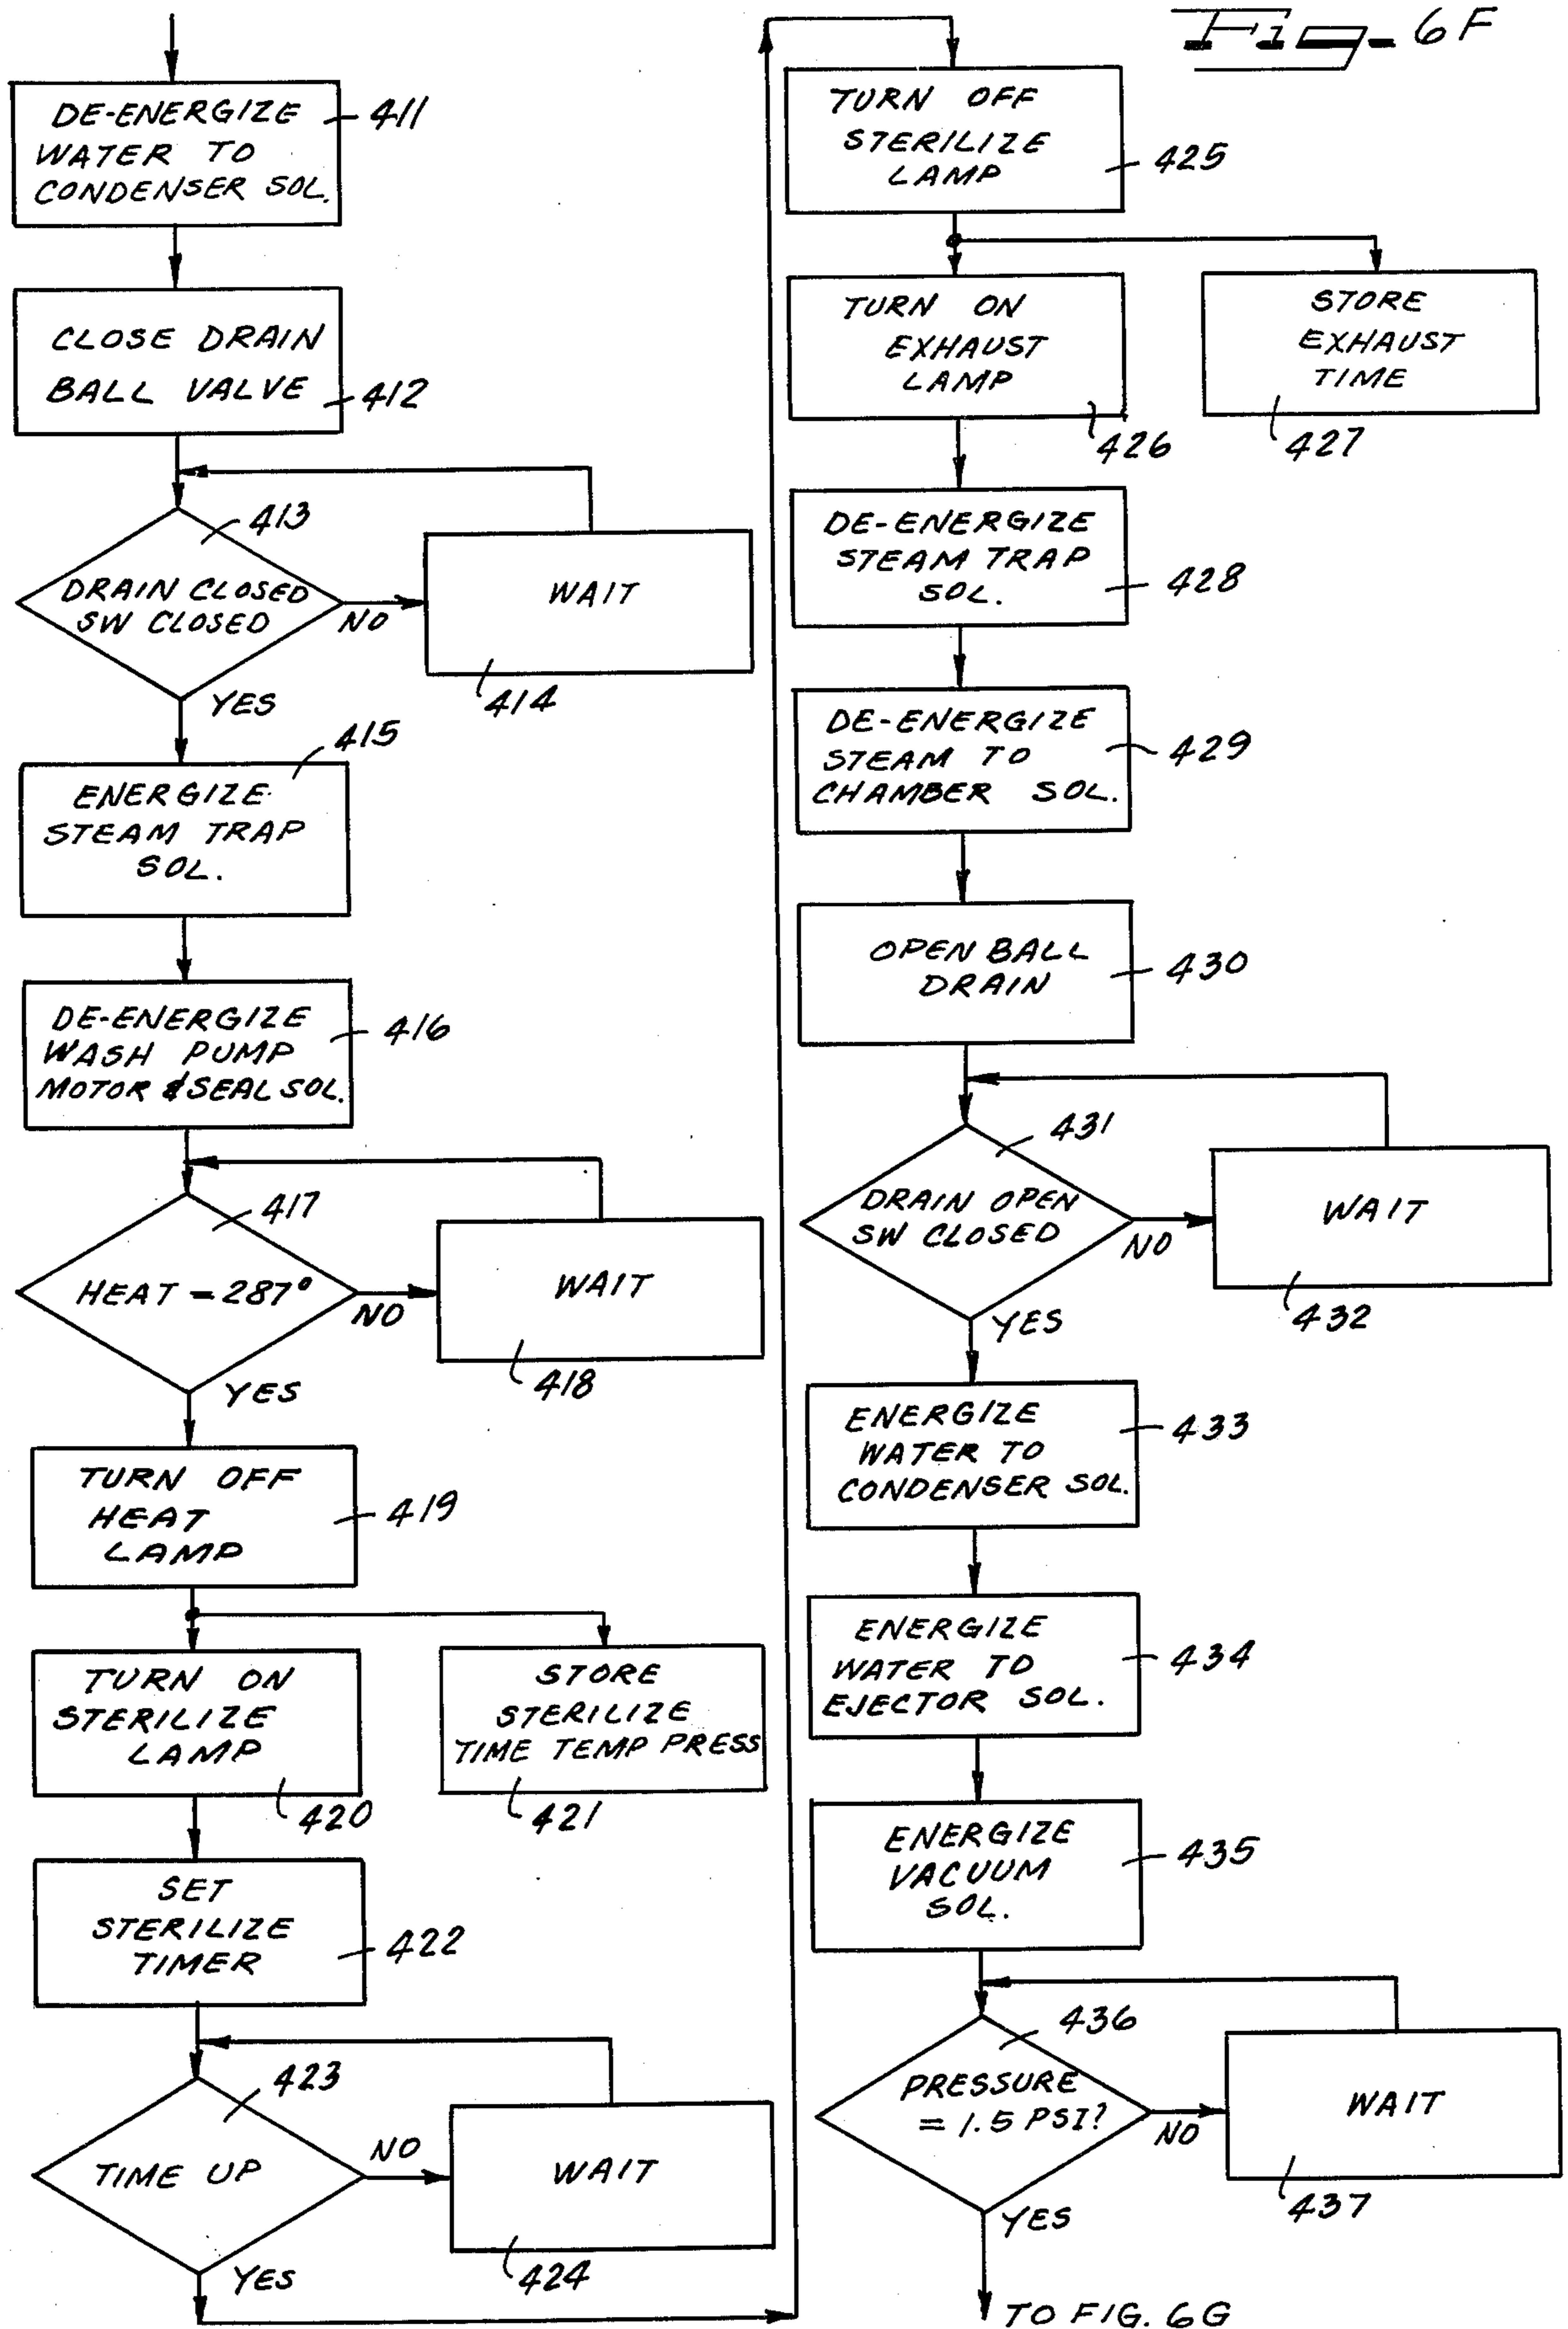 Fig. 6F
DE-ENERGIZE
WATER TO
CONDENSER SOL.
411
CLOSE DRAIN
BALL VALVE
412
413
DRAIN CLOSED
SW CLOSED
NO
WAIT
414
YES
415
ENERGIZE
STEAM TRAP
SOL.
DE-ENERGIZE
WASH PUMP
MOTOR & SEAL SOL.
416
417
HEAT = 287°
NO
WAIT
418
YES
TURN OFF
HEAT
LAMP
419
TURN ON
STERILIZE
LAMP
420
STORE
STERILIZE
TIME TEMP PRESS
421
SET
STERILIZE
TIMER
422
423
TIME UP
NO
WAIT
424
YES
TURN OFF
STERILIZE
LAMP
425
TURN ON
EXHAUST
LAMP
426
STORE
EXHAUST
TIME
427
DE-ENERGIZE
STEAM TRAP
SOL.
428
DE-ENERGIZE
STEAM TO
CHAMBER SOL.
429
OPEN BALL
DRAIN
430
431
DRAIN OPEN
SW CLOSED
NO
WAIT
432
YES
ENERGIZE
WATER TO
CONDENSER SOL.
433
ENERGIZE
WATER TO
EJECTOR SOL.
434
ENERGIZE
VACUUM
SOL.
435
436
PRESSURE
= 1.5 PSI?
NO
WAIT
437
YES
TO FIG. 6G